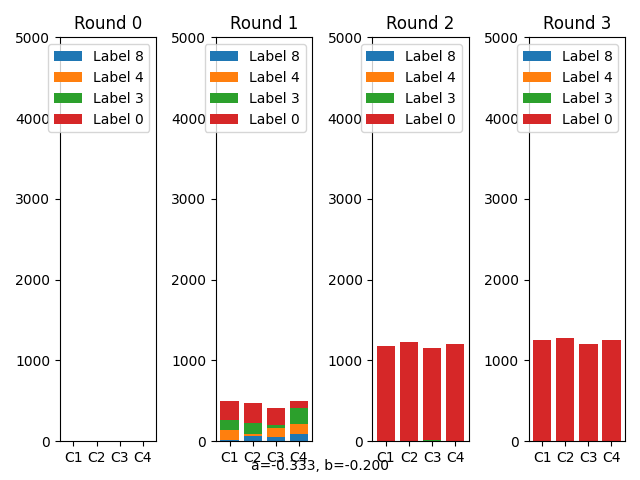 Round 0 Round 1 Round 2 Round 3
5000 5000 5000 5000
Label 8 Label 8 Label 8 Label 8
Label 4 Label 4 Label 4 Label 4
Label 3 Label 3 Label 3 Label 3
4000 4000 4000 4000
Label 0 Label 0 Label 0 Label 0
3000 3000 3000 3000
2000 2000 2000 2000
1000 1000 1000 1000
0 0 0 0
C1 C2 C3 C4 C1 C2 C3 C4 C1 C2 C3 C4 C1 C2 C3 C4
a=-0.333, b=-0.200